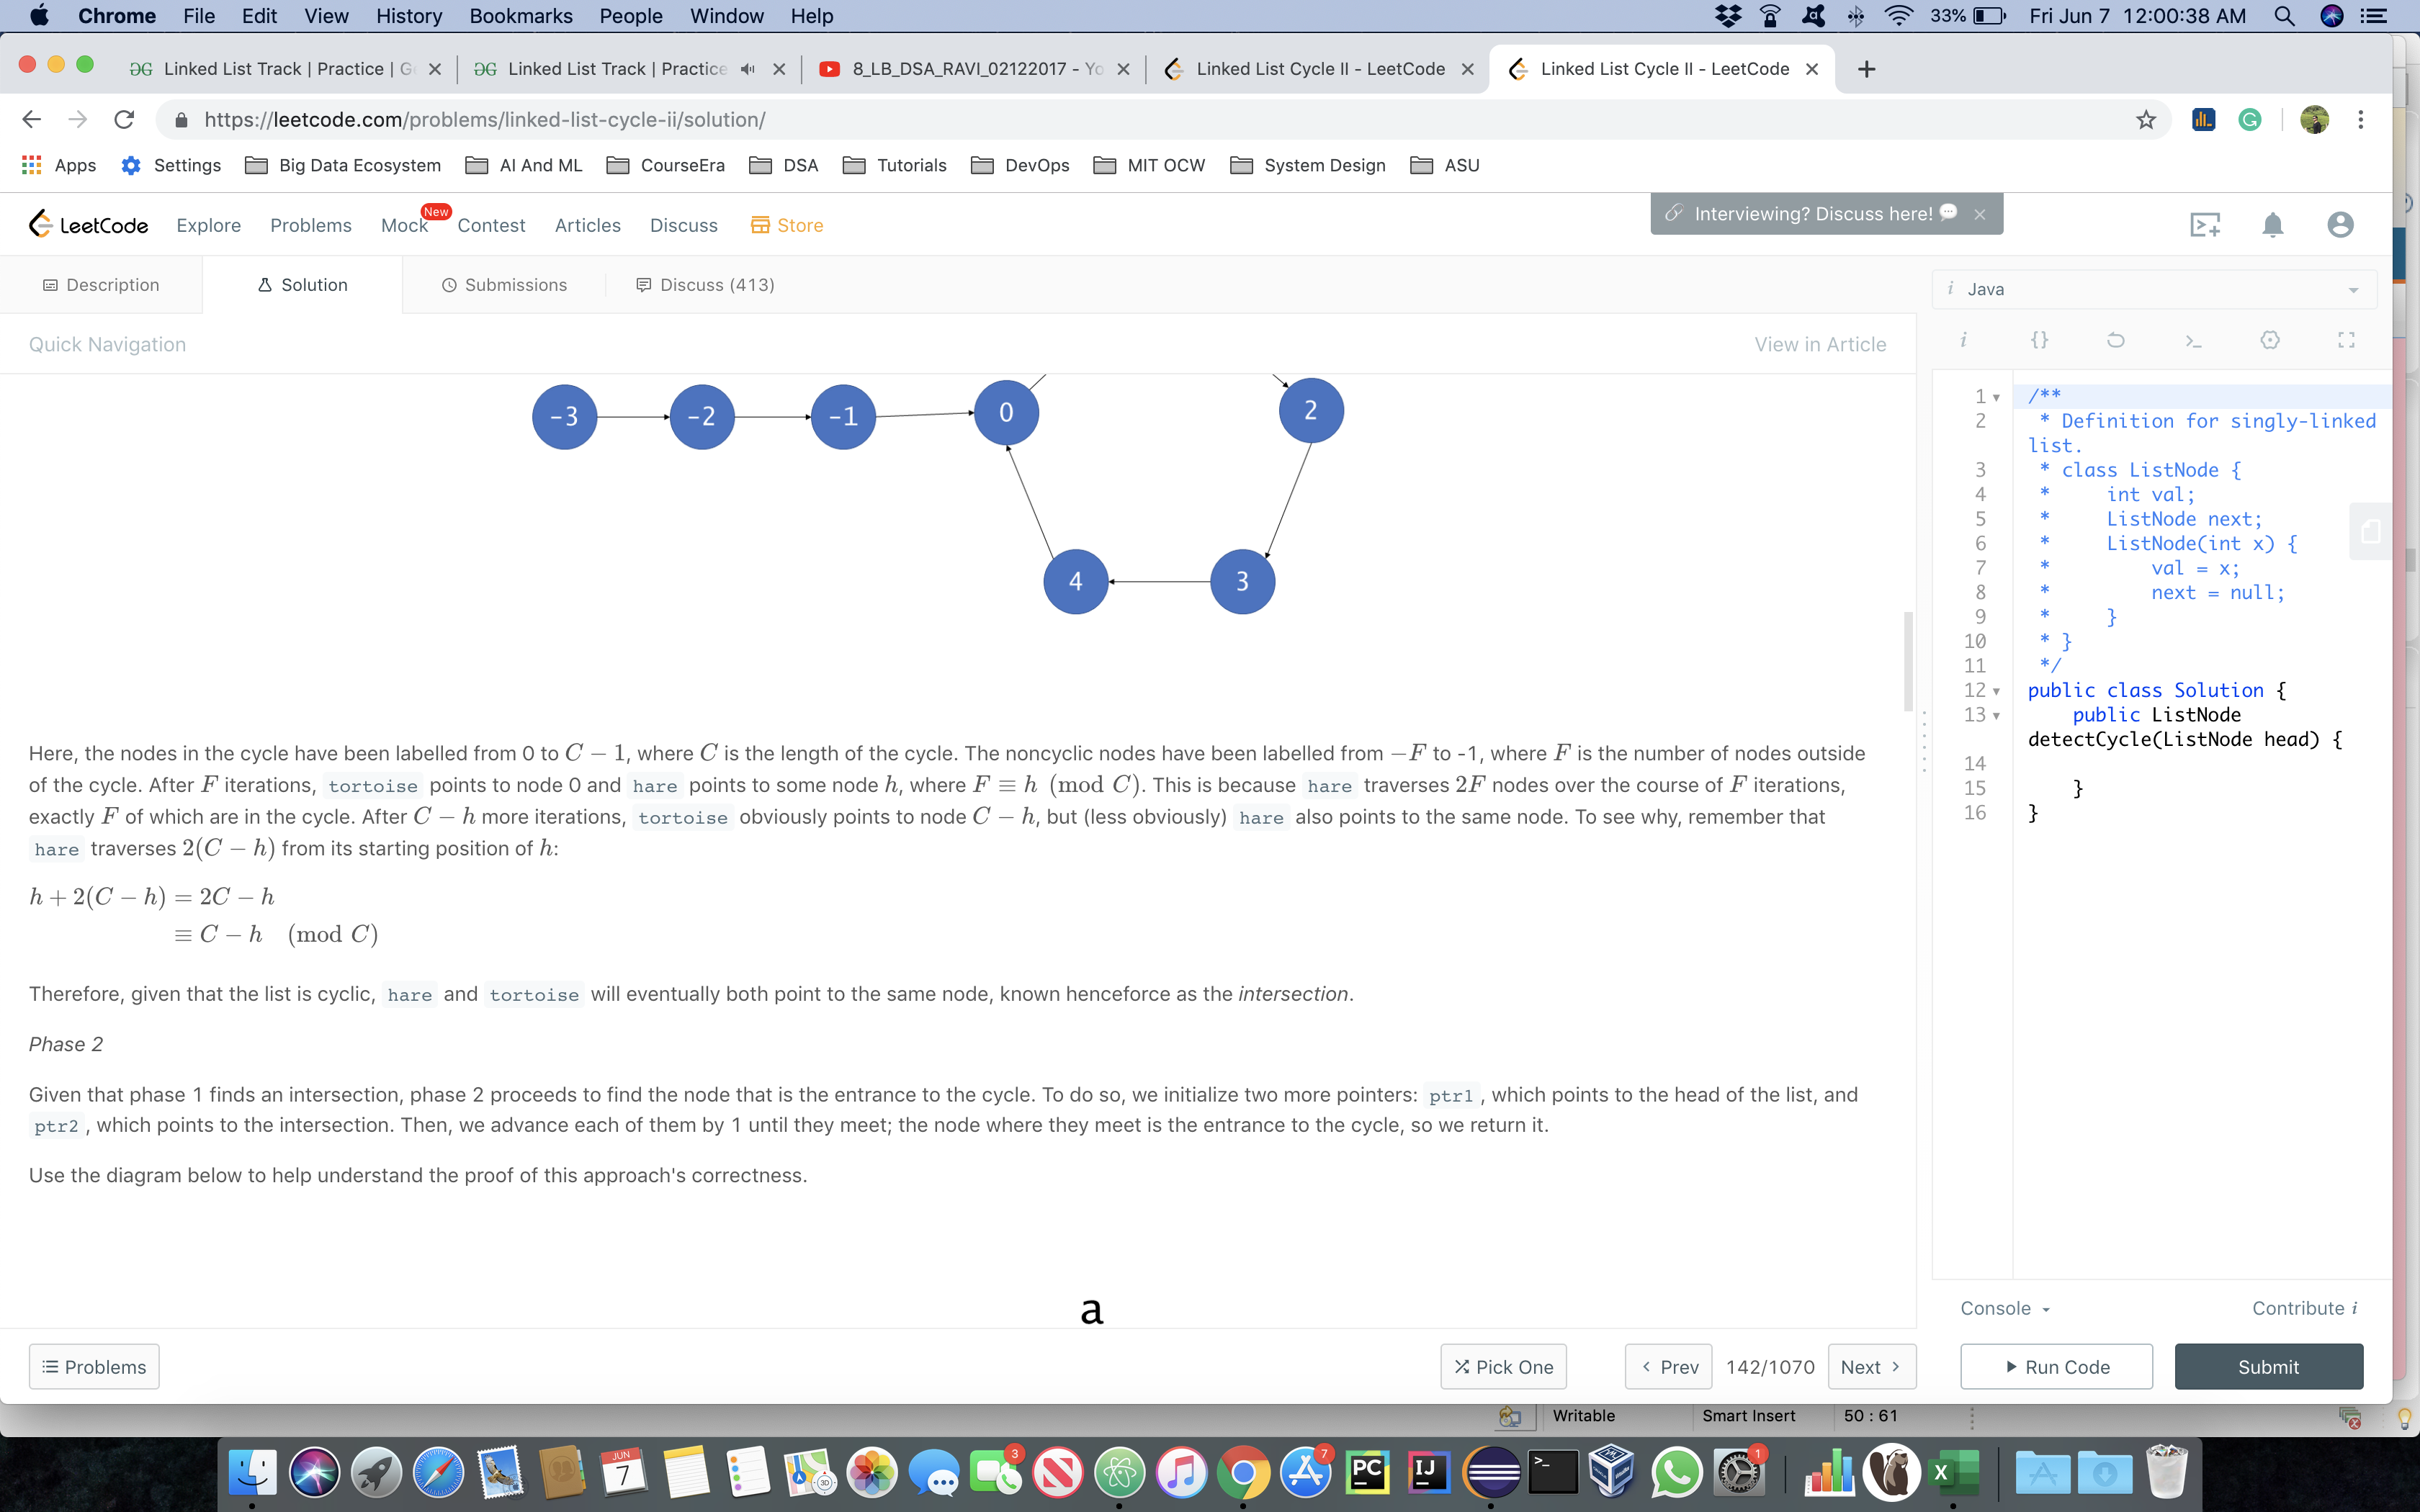 Chrome File Edit View History Bookmarks People Window Help 33% Fri Jun 7 12:00:38 AM
Linked List Track | Practice | G Linked List Track | Practice 8_LB_DSA_RAVI_02122017 - Yo Linked List Cycle II - LeetCode Linked List Cycle II - LeetCode
https://leetcode.com/problems/linked-list-cycle-ii/solution/
Apps Settings Big Data Ecosystem AI And ML CourseEra DSA Tutorials DevOps MIT OCW System Design ASU
LeetCode Explore Problems Mock New Contest Articles Discuss Store Interviewing? Discuss here!
Description Solution Submissions Discuss (413)
i Java
Quick Navigation View in Article
-3 -2 -1 0 2
4 3
Here, the nodes in the cycle have been labelled from 0 to C − 1, where C is the length of the cycle. The noncyclic nodes have been labelled from −F to -1, where F is the number of nodes outside
of the cycle. After F iterations, tortoise points to node 0 and hare points to some node h, where F ≡ h (mod C). This is because hare traverses 2F nodes over the course of F iterations,
exactly F of which are in the cycle. After C − h more iterations, tortoise obviously points to node C − h, but (less obviously) hare also points to the same node. To see why, remember that
hare traverses 2(C − h) from its starting position of h:
h + 2(C − h) = 2C − h
≡ C − h (mod C)
Therefore, given that the list is cyclic, hare and tortoise will eventually both point to the same node, known henceforce as the intersection.
Phase 2
Given that phase 1 finds an intersection, phase 2 proceeds to find the node that is the entrance to the cycle. To do so, we initialize two more pointers: ptr1 , which points to the head of the list, and
ptr2 , which points to the intersection. Then, we advance each of them by 1 until they meet; the node where they meet is the entrance to the cycle, so we return it.
Use the diagram below to help understand the proof of this approach's correctness.
a
1 /**
2 * Definition for singly-linked
list.
3 * class ListNode {
4 * int val;
5 * ListNode next;
6 * ListNode(int x) {
7 * val = x;
8 * next = null;
9 * }
10 * }
11 */
12 public class Solution {
13 public ListNode
detectCycle(ListNode head) {
14
15 }
16 }
Console Contribute i
Problems Pick One Prev 142/1070 Next Run Code Submit
Writable Smart Insert 50 : 61
JUN
7
3D
3
7
PC
IJ
>_
1
X